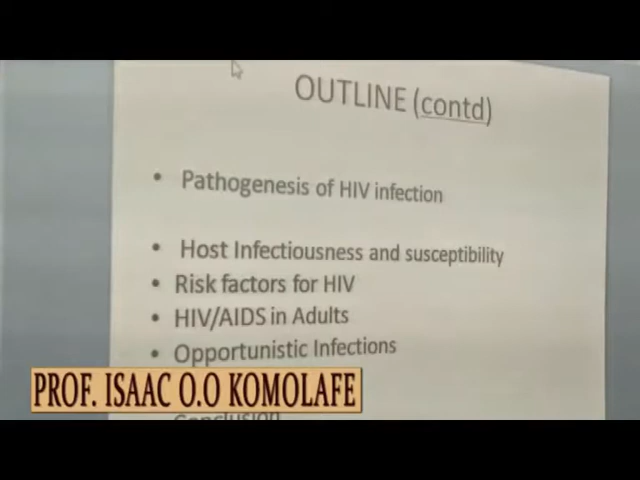 OUTLINE (contd)
• Pathogenesis of HIV infection
• Host Infectiousness and susceptibility
• Risk factors for HIV
• HIV/AIDS in Adults
• Opportunistic Infections
PROF. ISAAC O.O KOMOLAFE
Conclusion